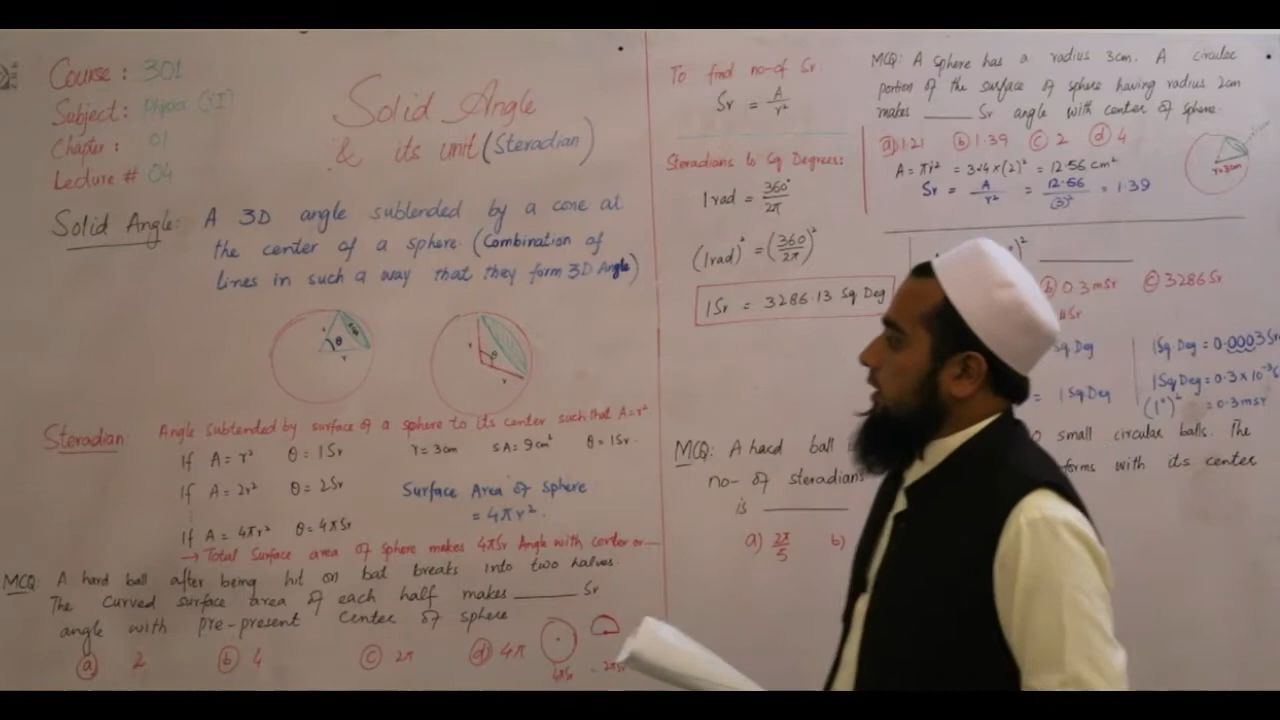 Course : 301
Subject : Physics (XI)
Chapter : 01
Lecture # 04
Solid Angle
& its unit (Steradian)
Solid Angle: A 3D angle subtended by a cone at
the center of a sphere. (Combination of
lines in such a way that they form 3D Angle)
θ
r
r
θ
r
Steradian: Angle subtended by surface of a sphere to its center such that A=r²
If A = r² θ = 1Sr r = 3cm SA = 9cm² θ = 1Sr.
If A = 2r² θ = 2Sr
Surface Area of Sphere
= 4πr².
If A = 4πr² θ = 4πSr
→ Total Surface area of Sphere makes 4πSr Angle with center
MCQ: A hard ball after being hit on bat breaks into two halves.
The curved surface area of each half makes ______ Sr
angle with pre-present center of sphere
ⓐ 2 ⓑ 4 ⓒ 2π ⓓ 4π
4πSr 2πSr
To find no-of Sr.
Sr = A/r²
Steradians to Sq Degrees:
1rad = 360°/2π
(1rad)² = (360/2π)²
1Sr = 3286.13 Sq Deg
MCQ: A sphere has a radius 3cm. A circular
portion of the surface of sphere having radius 2cm
makes ____ Sr angle with center of sphere.
ⓐ 1.21 ⓑ 1.39 ⓒ 2 ⓓ 4
A = πr² = 3.14 × (2)² = 12.56 cm²
Sr = A/r² = 12.56/(3)² = 1.39
r=3cm
)² ______
ⓑ 0.3mSr ⓒ 3286Sr
Sq.Deg
= 1SqDeg
1Sq.Deg = 0.0003Sr
1SqDeg = 0.3 × 10⁻³
(1°)² = 0.3mSr
MCQ: A hard ball
small circular balls. The
no- of steradians
forms with its center
is ______
a) 2π/5 b)